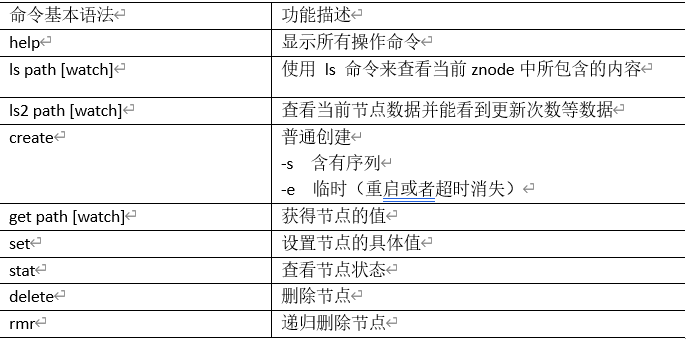 命令基本语法 功能描述
help 显示所有操作命令
ls path [watch] 使用 ls 命令来查看当前 znode 中所包含的内容
ls2 path [watch] 查看当前节点数据并能看到更新次数等数据
create 普通创建
-s 含有序列
-e 临时（重启或者超时消失）
get path [watch] 获得节点的值
set 设置节点的具体值
stat 查看节点状态
delete 删除节点
rmr 递归删除节点